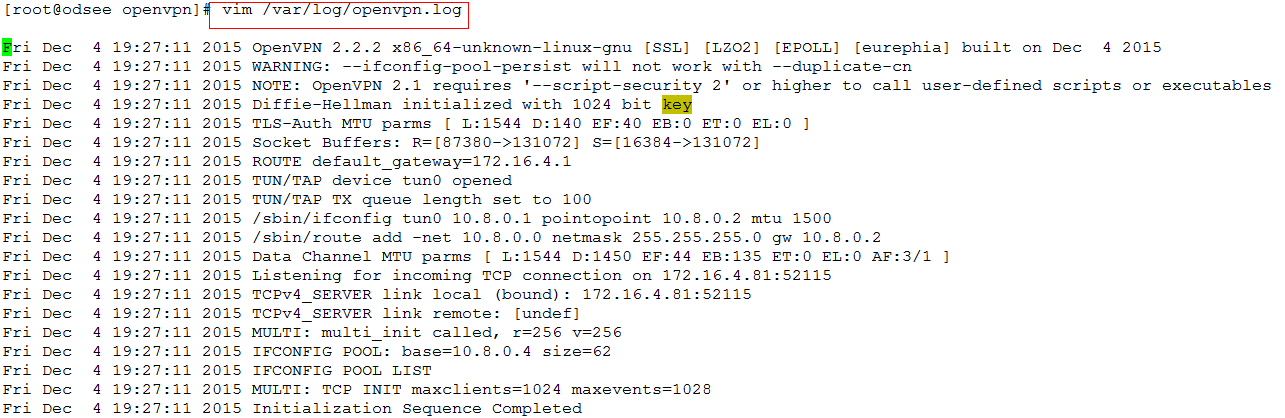 [root@odsee openvpn]# vim /var/log/openvpn.log
Fri Dec  4 19:27:11 2015 OpenVPN 2.2.2 x86_64-unknown-linux-gnu [SSL] [LZO2] [EPOLL] [eurephia] built on Dec  4 2015
Fri Dec  4 19:27:11 2015 WARNING: --ifconfig-pool-persist will not work with --duplicate-cn
Fri Dec  4 19:27:11 2015 NOTE: OpenVPN 2.1 requires '--script-security 2' or higher to call user-defined scripts or executables
Fri Dec  4 19:27:11 2015 Diffie-Hellman initialized with 1024 bit key
Fri Dec  4 19:27:11 2015 TLS-Auth MTU parms [ L:1544 D:140 EF:40 EB:0 ET:0 EL:0 ]
Fri Dec  4 19:27:11 2015 Socket Buffers: R=[87380->131072] S=[16384->131072]
Fri Dec  4 19:27:11 2015 ROUTE default_gateway=172.16.4.1
Fri Dec  4 19:27:11 2015 TUN/TAP device tun0 opened
Fri Dec  4 19:27:11 2015 TUN/TAP TX queue length set to 100
Fri Dec  4 19:27:11 2015 /sbin/ifconfig tun0 10.8.0.1 pointopoint 10.8.0.2 mtu 1500
Fri Dec  4 19:27:11 2015 /sbin/route add -net 10.8.0.0 netmask 255.255.255.0 gw 10.8.0.2
Fri Dec  4 19:27:11 2015 Data Channel MTU parms [ L:1544 D:1450 EF:44 EB:135 ET:0 EL:0 AF:3/1 ]
Fri Dec  4 19:27:11 2015 Listening for incoming TCP connection on 172.16.4.81:52115
Fri Dec  4 19:27:11 2015 TCPv4_SERVER link local (bound): 172.16.4.81:52115
Fri Dec  4 19:27:11 2015 TCPv4_SERVER link remote: [undef]
Fri Dec  4 19:27:11 2015 MULTI: multi_init called, r=256 v=256
Fri Dec  4 19:27:11 2015 IFCONFIG POOL: base=10.8.0.4 size=62
Fri Dec  4 19:27:11 2015 IFCONFIG POOL LIST
Fri Dec  4 19:27:11 2015 MULTI: TCP INIT maxclients=1024 maxevents=1028
Fri Dec  4 19:27:11 2015 Initialization Sequence Completed